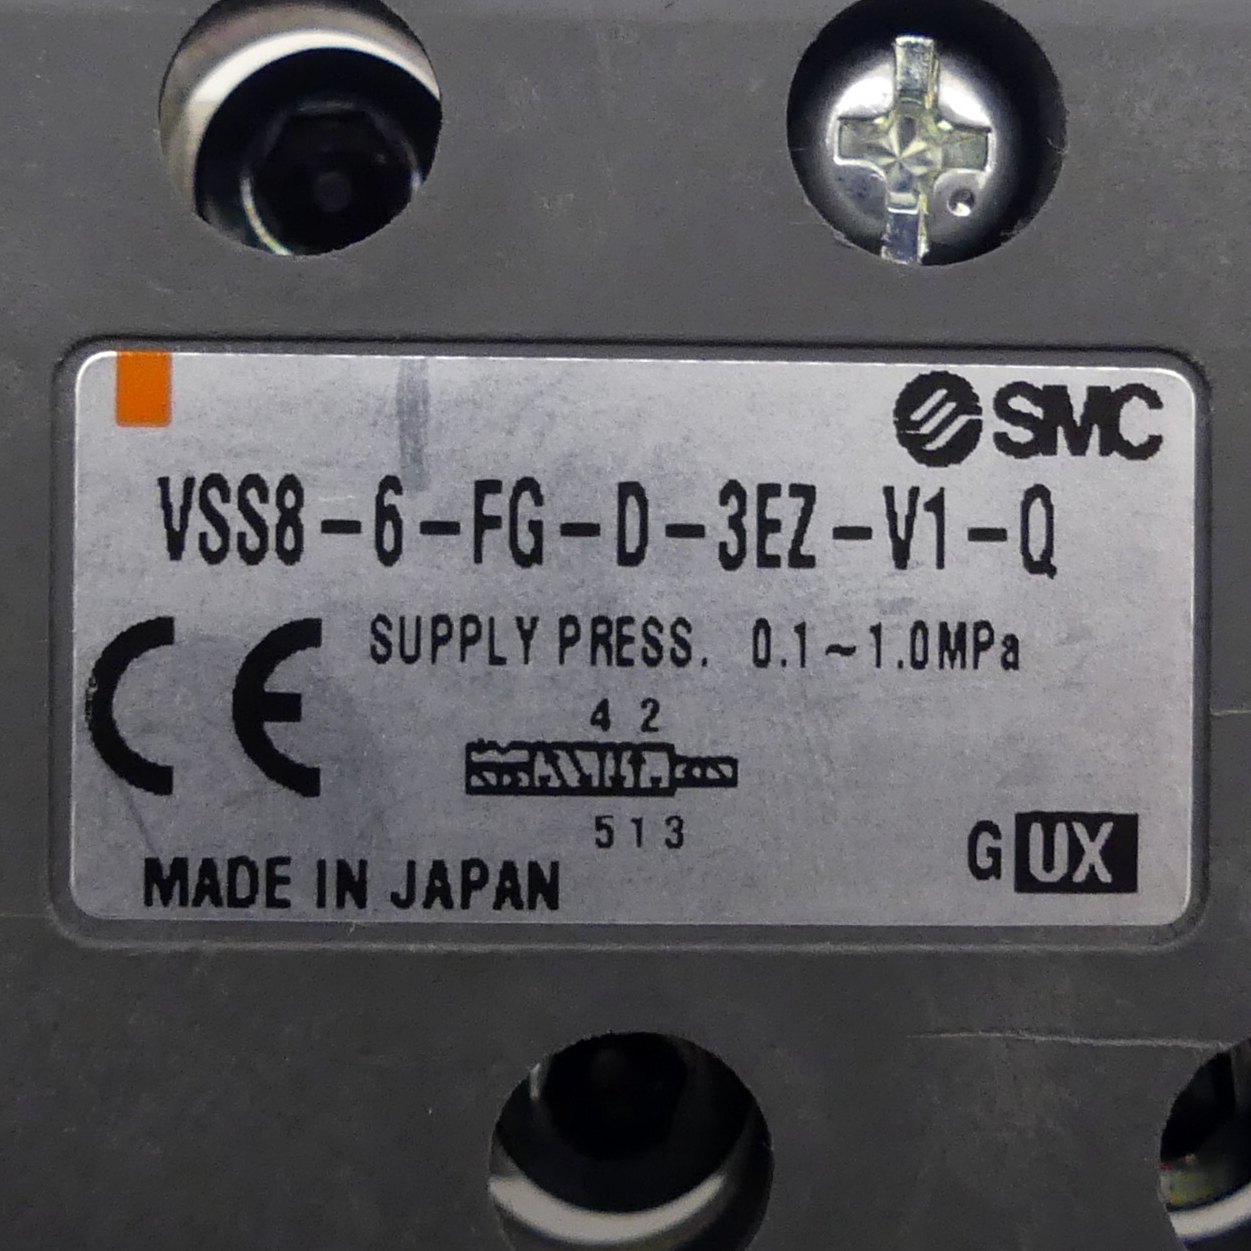 SMC
VSS8-6-FG-D-3EZ-V1-Q
CE SUPPLY PRESS. 0.1~1.0MPa
4 2
5 1 3
G UX
MADE IN JAPAN